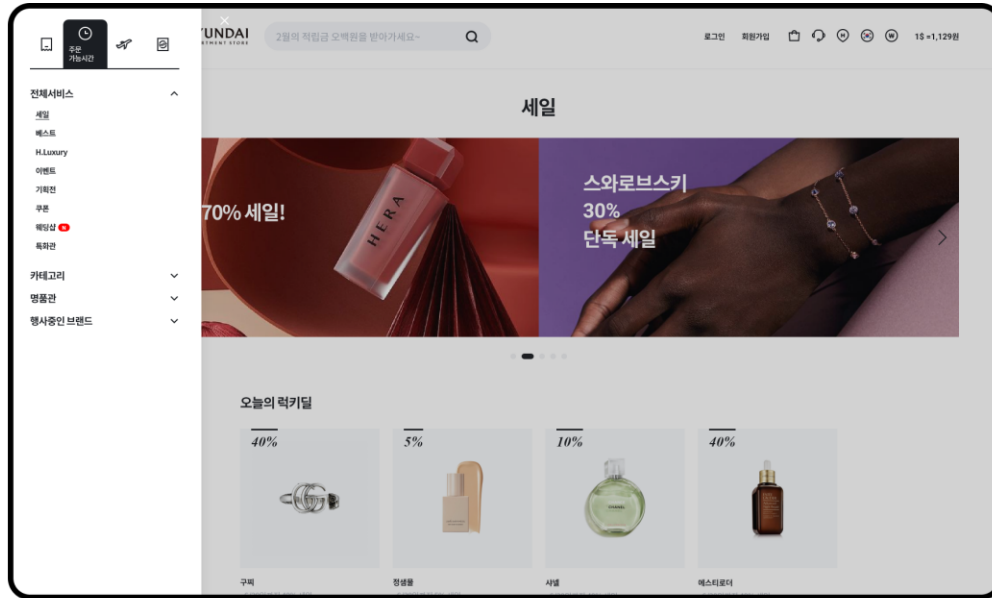 주문
가능시간
전체서비스
세일
베스트
H.Luxury
이벤트
기획전
쿠폰
웨딩샵 N
특화관
카테고리
명품관
행사중인 브랜드
YUNDAI
RTMENT STORE
2월의 적립금 오백원을 받아가세요~
로그인 회원가입
H
W
1$ =1,129원
세일
70% 세일!
HERA
스와로브스키
30%
단독 세일
오늘의 럭키딜
40%
5%
10%
40%
CHANEL
구찌
정샘물
샤넬
에스티로더